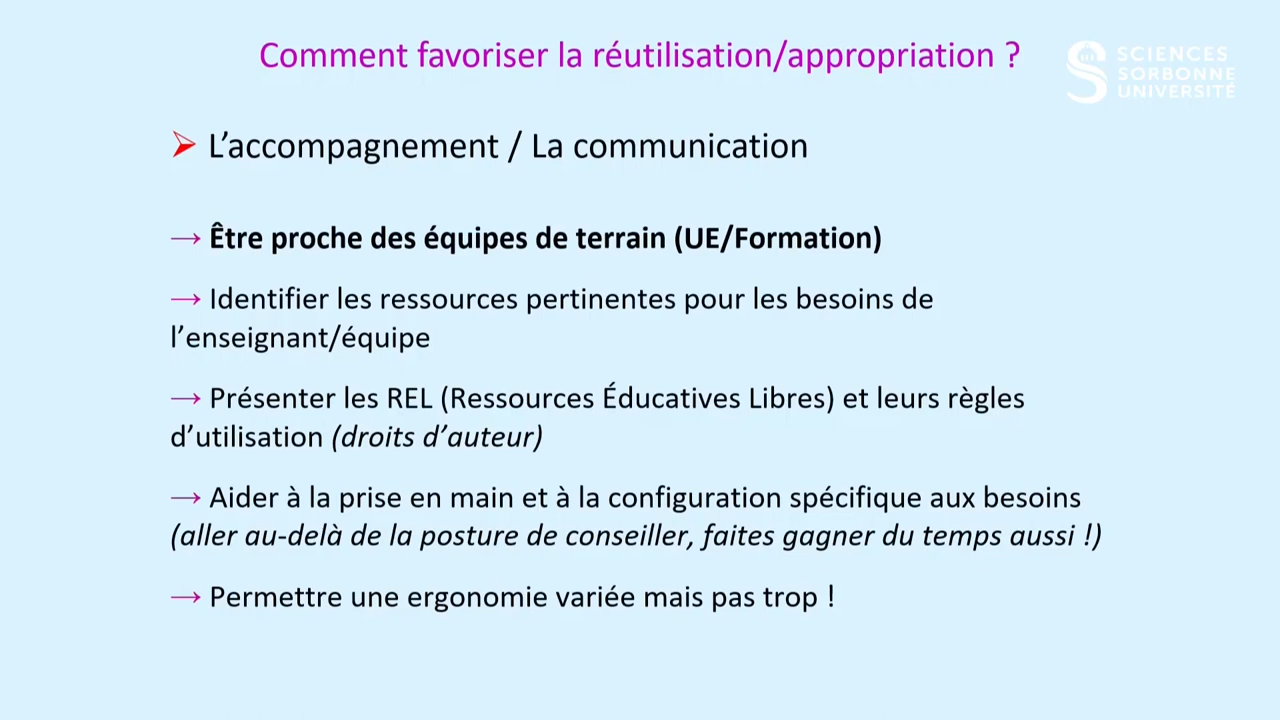 Comment favoriser la réutilisation/appropriation ?
SCIENCES
SORBONNE
UNIVERSITÉ
➢ L’accompagnement / La communication
→ Être proche des équipes de terrain (UE/Formation)
→ Identifier les ressources pertinentes pour les besoins de
l’enseignant/équipe
→ Présenter les REL (Ressources Éducatives Libres) et leurs règles
d’utilisation (droits d’auteur)
→ Aider à la prise en main et à la configuration spécifique aux besoins
(aller au-delà de la posture de conseiller, faites gagner du temps aussi !)
→ Permettre une ergonomie variée mais pas trop !